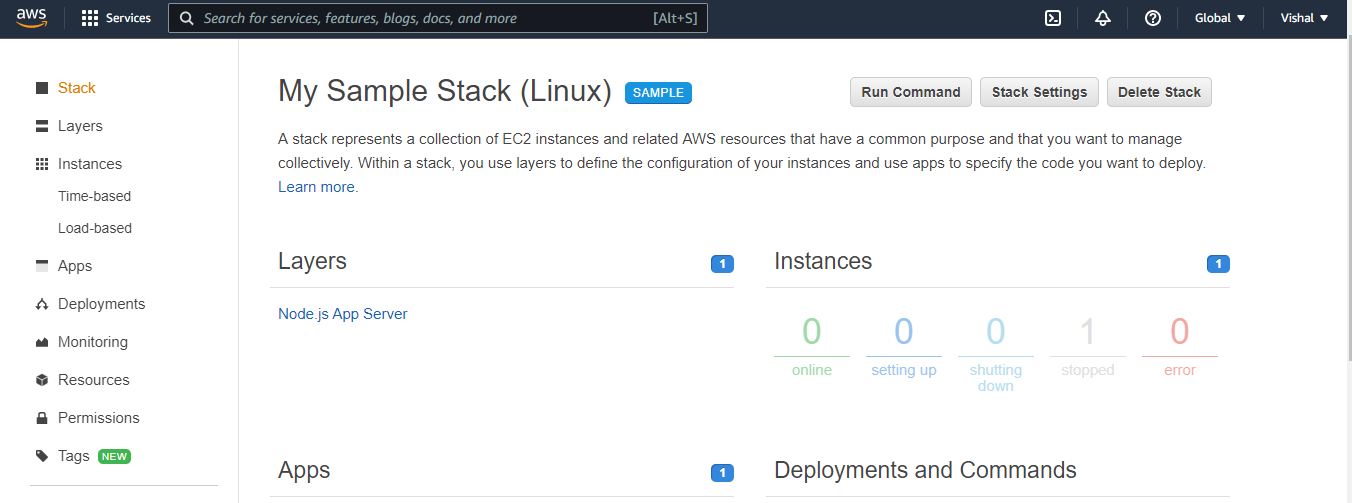 aws
Services
Search for services, features, blogs, docs, and more
[Alt+S]
Global
Vishal
Stack
Layers
Instances
Time-based
Load-based
Apps
Deployments
Monitoring
Resources
Permissions
Tags NEW
My Sample Stack (Linux) SAMPLE
Run Command
Stack Settings
Delete Stack
A stack represents a collection of EC2 instances and related AWS resources that have a common purpose and that you want to manage
collectively. Within a stack, you use layers to define the configuration of your instances and use apps to specify the code you want to deploy.
Learn more.
Layers 1
Node.js App Server
Instances 1
0 online
0 setting up
0 shutting
down
1 stopped
0 error
Apps 1
Deployments and Commands